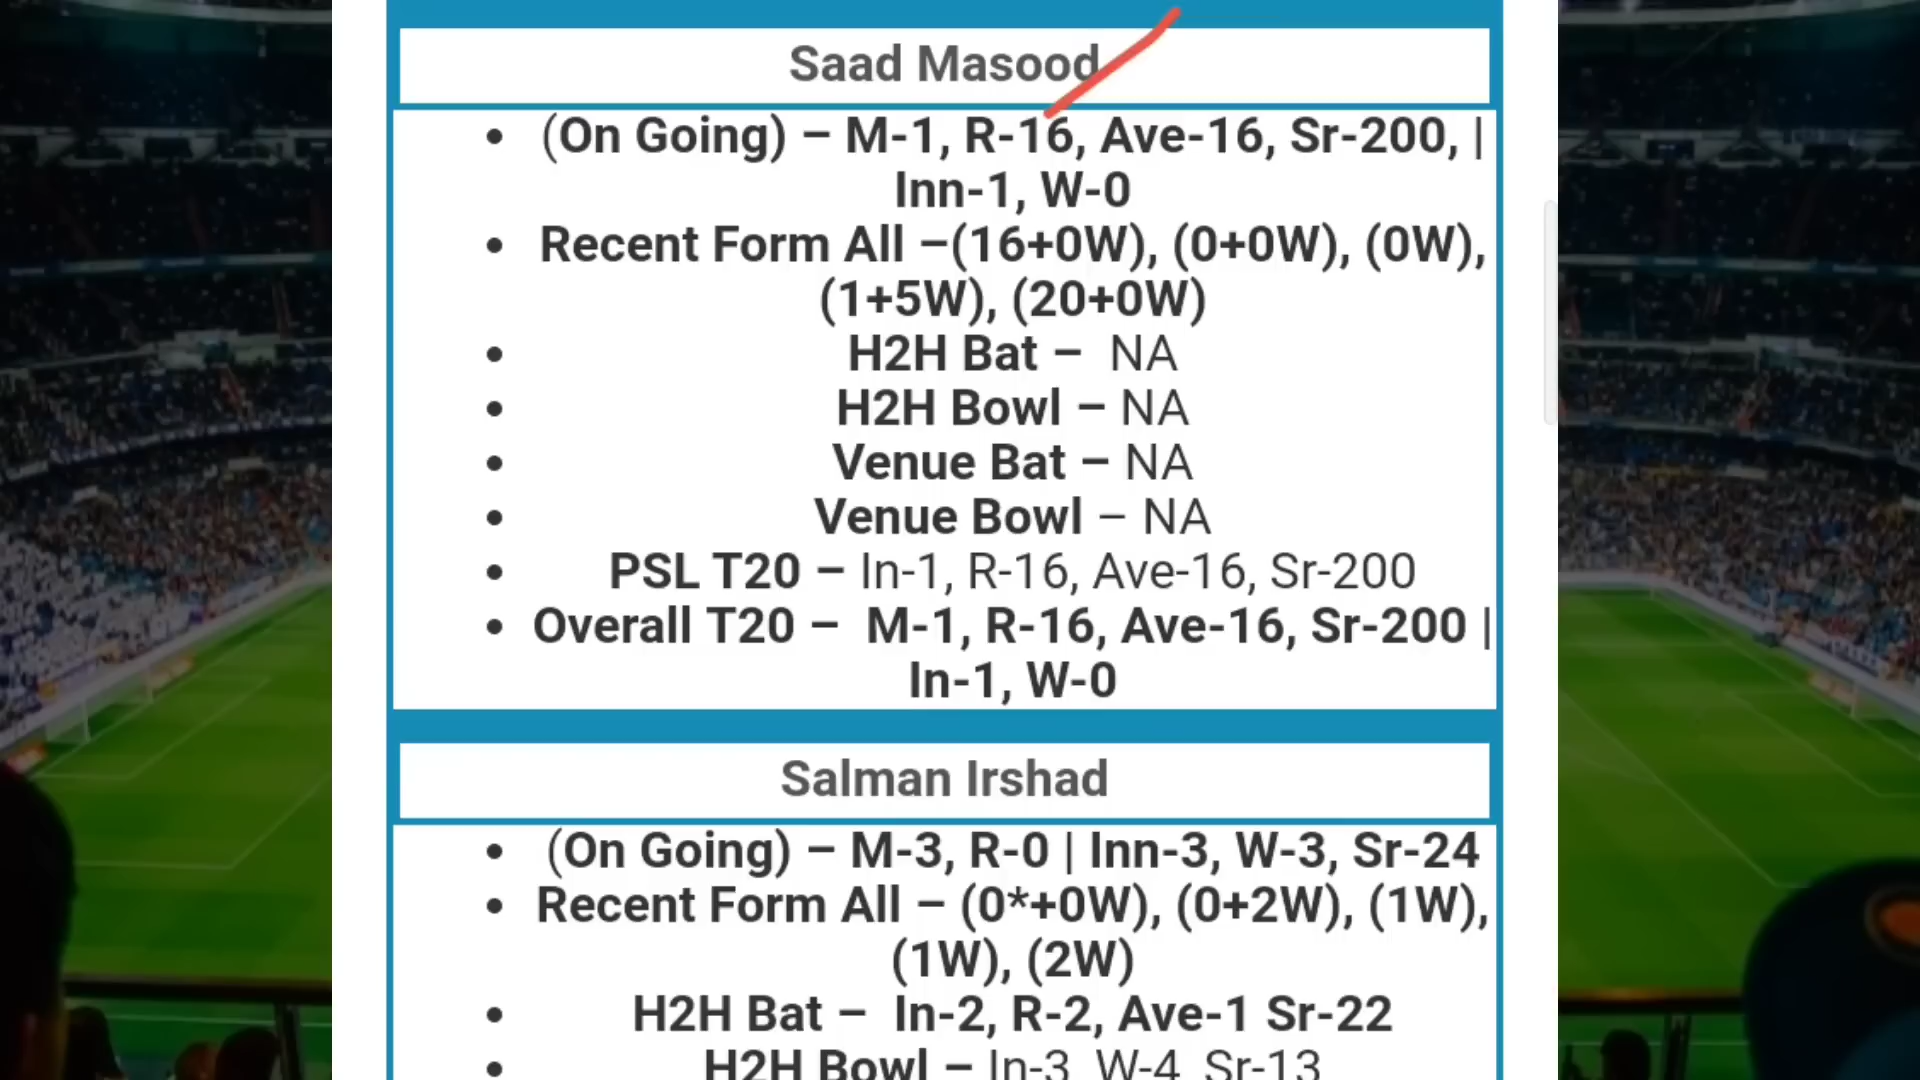 Saad Masood
(On Going) – M-1, R-16, Ave-16, Sr-200, |
Inn-1, W-0
Recent Form All –(16+0W), (0+0W), (0W),
(1+5W), (20+0W)
H2H Bat – NA
H2H Bowl – NA
Venue Bat – NA
Venue Bowl – NA
PSL T20 – In-1, R-16, Ave-16, Sr-200
Overall T20 – M-1, R-16, Ave-16, Sr-200 |
In-1, W-0
Salman Irshad
(On Going) – M-3, R-0 | Inn-3, W-3, Sr-24
Recent Form All – (0*+0W), (0+2W), (1W),
(1W), (2W)
H2H Bat – In-2, R-2, Ave-1 Sr-22
H2H Bowl – In-3, W-4, Sr-13